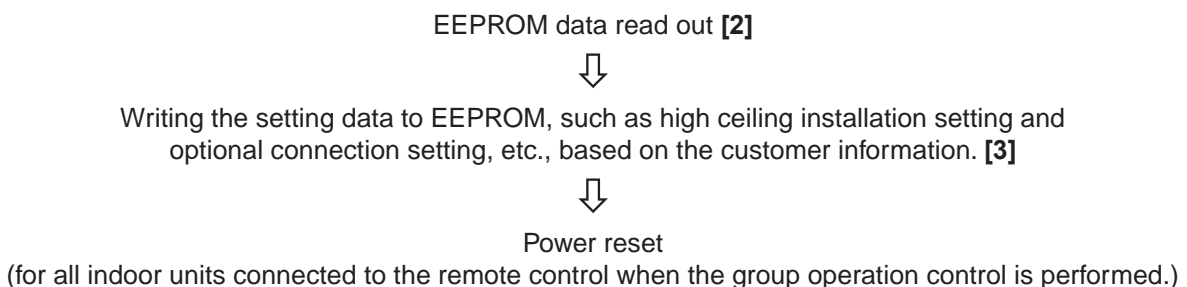 EEPROM data read out [2]
Writing the setting data to EEPROM, such as high ceiling installation setting and
optional connection setting, etc., based on the customer information. [3]
Power reset
(for all indoor units connected to the remote control when the group operation control is performed.)